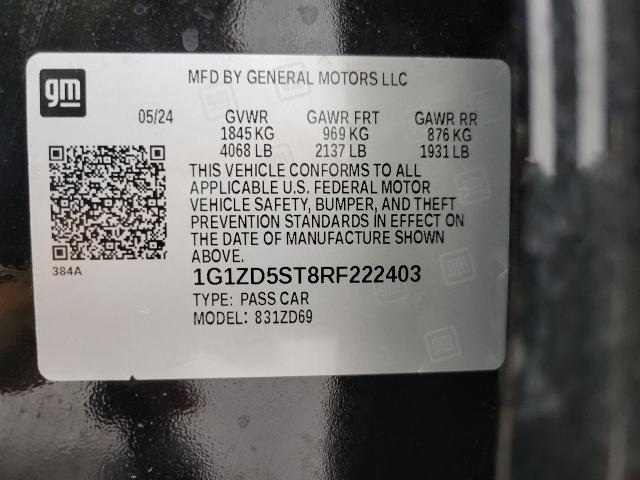 gm
MFD BY GENERAL MOTORS LLC
05/24 GVWR GAWR FRT GAWR RR
1845 KG 969 KG 876 KG
4068 LB 2137 LB 1931 LB
THIS VEHICLE CONFORMS TO ALL
APPLICABLE U.S. FEDERAL MOTOR
VEHICLE SAFETY, BUMPER, AND THEFT
PREVENTION STANDARDS IN EFFECT ON
THE DATE OF MANUFACTURE SHOWN
ABOVE.
384A
1G1ZD5ST8RF222403
TYPE: PASS CAR
MODEL: 831ZD69